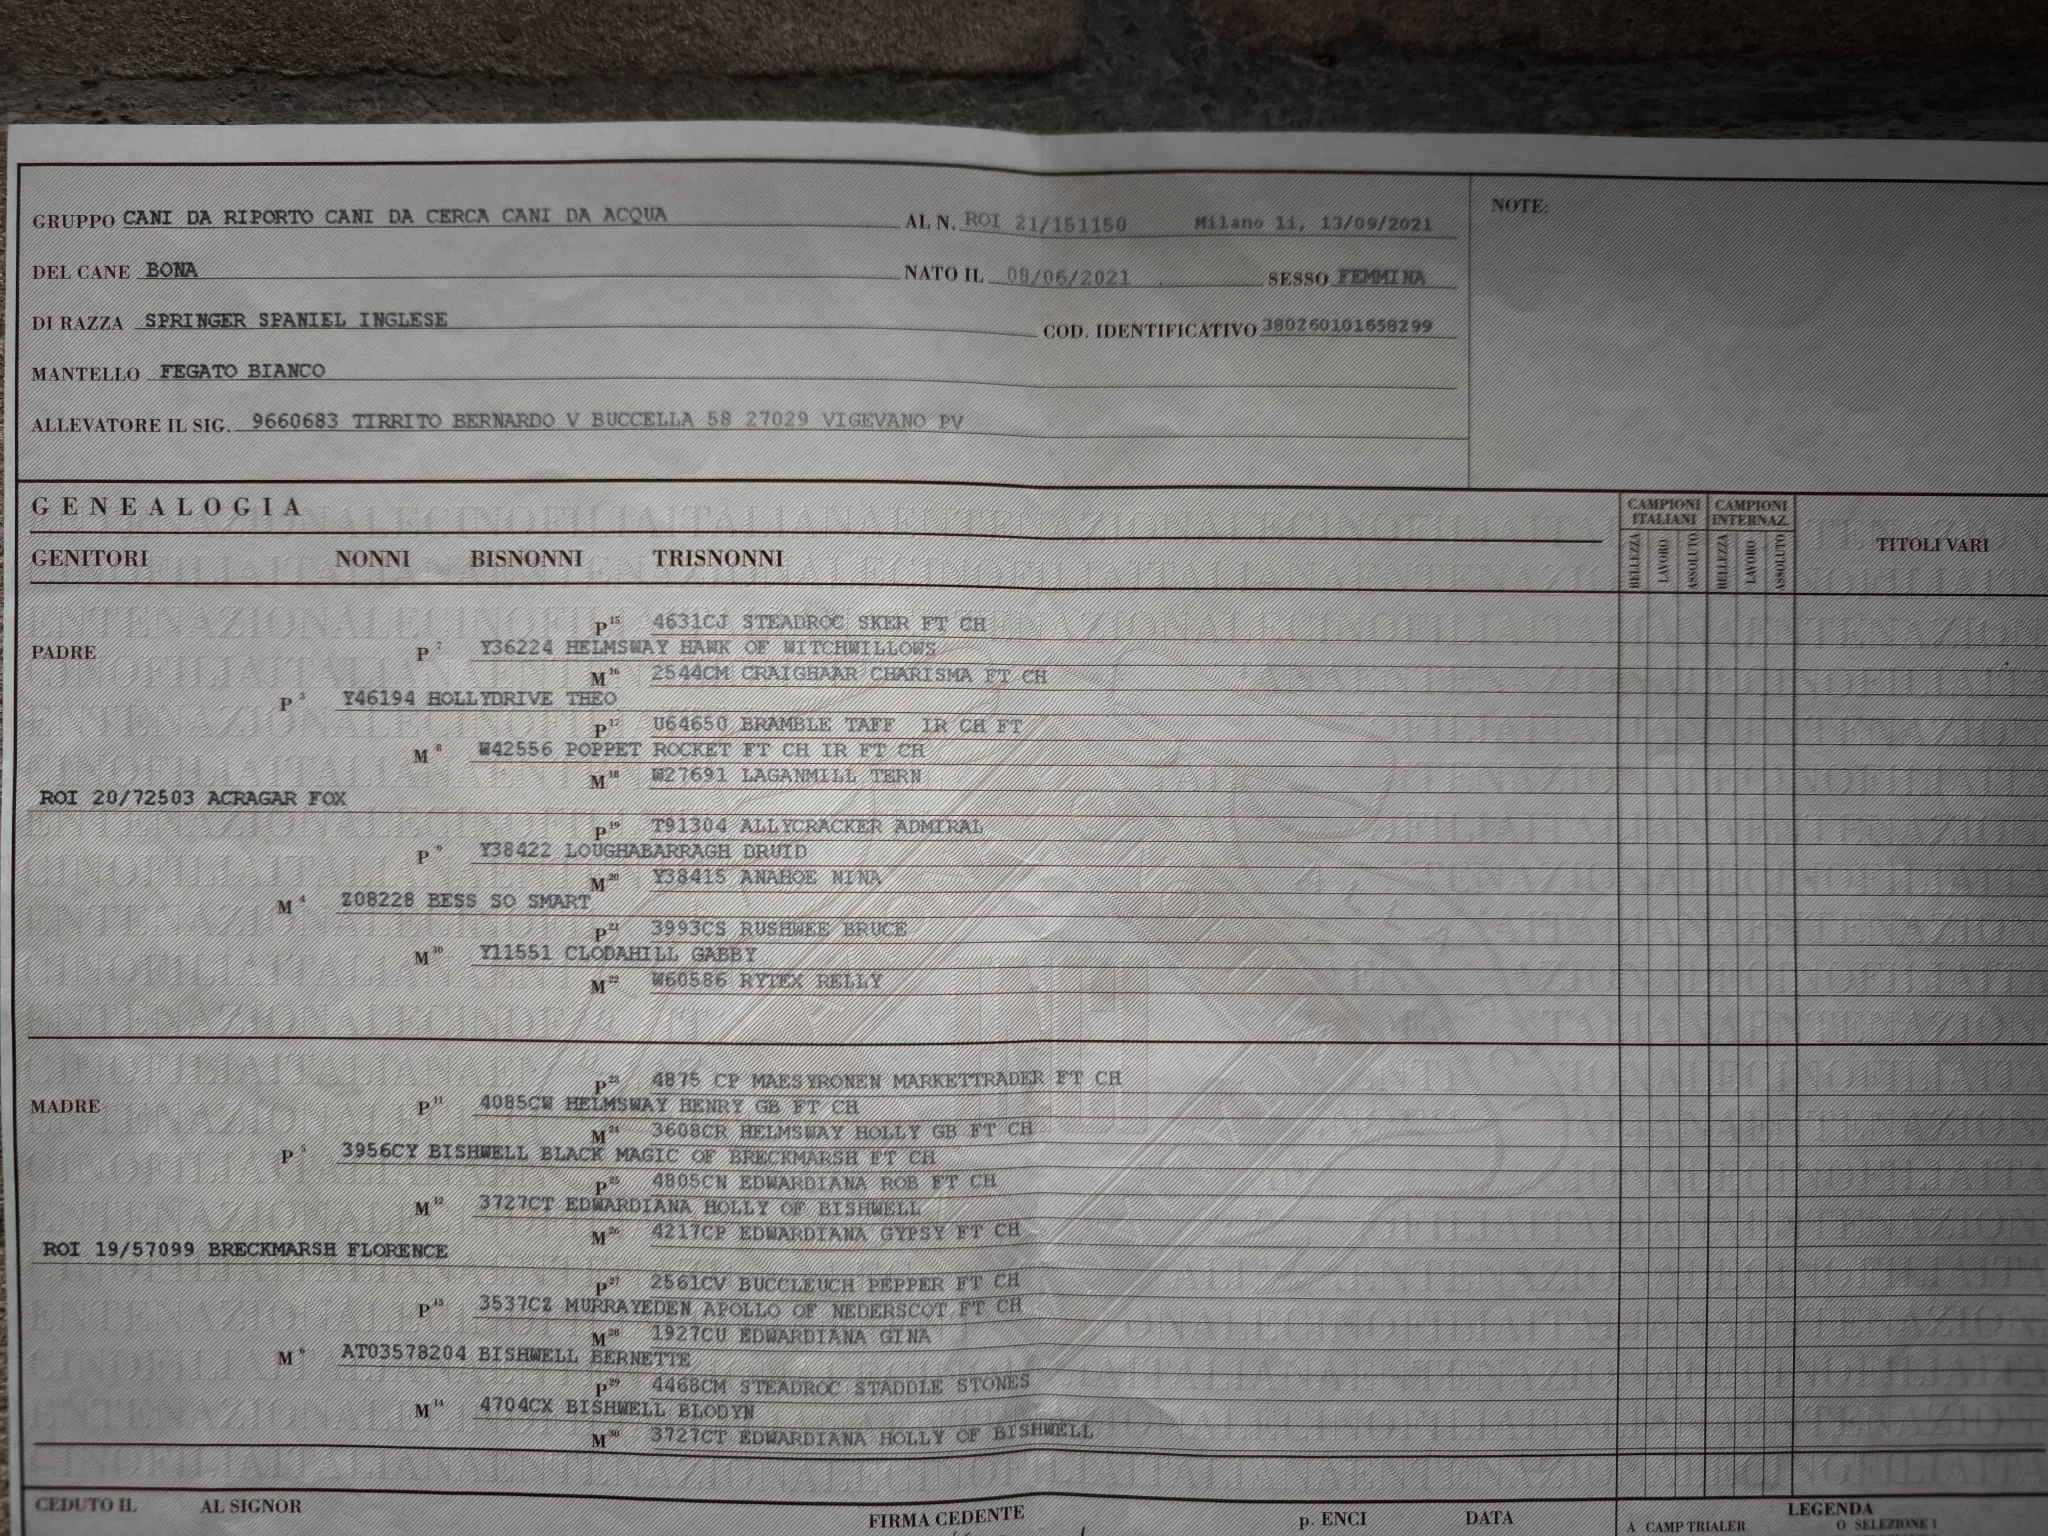 GRUPPO CANI DA RIPORTO CANI DA CERCA CANI DA ACQUA AL N. ROI 21/151150 Milano li, 13/09/2021 NOTE:
DEL CANE BONA NATO IL 08/06/2021 SESSO FEMMINA
DI RAZZA SPRINGER SPANIEL INGLESE COD. IDENTIFICATIVO 380260101658299
MANTELLO FEGATO BIANCO
ALLEVATORE IL SIG. 9660683 TIRRITO BERNARDO V BUCCELLA 58 27029 VIGEVANO PV
GENEALOGIA CAMPIONI ITALIANI CAMPIONI INTERNAZ.
GENITORI NONNI BISNONNI TRISNONNI BELLEZZA LAVORO ASSOLUTO BELLEZZA LAVORO ASSOLUTO TITOLI VARI
P 15 4631CJ STEADROC SKER FT CH
PADRE P 7 Y36224 HELMSWAY HAWK OF WITCHWILLOWS
M 16 2544CM CRAIGHAAR CHARISMA FT CH
P 3 Y46194 HOLLYDRIVE THEO
P 17 U64650 BRAMBLE TAFF IR CH FT
M 8 W42556 POPPET ROCKET FT CH IR FT CH
M 18 W27691 LAGANMILL TERN
ROI 20/72503 ACRAGAR FOX
P 19 T91304 ALLYCRACKER ADMIRAL
P 9 Y38422 LOUGHABARRAGH DRUID
M 20 Y38415 ANAHOE NINA
M 4 Z08228 BESS SO SMART
P 21 3993CS RUSHWEE BRUCE
M 10 Y11551 CLODAHILL GABBY
M 22 W60586 RYTEX RELLY
P 23 4875 CP MAESYRONEN MARKETTRADER FT CH
MADRE P 11 4085CW HELMSWAY HENRY GB FT CH
M 24 3608CR HELMSWAY HOLLY GB FT CH
P 5 3956CY BISHWELL BLACK MAGIC OF BRECKMARSH FT CH
P 25 4805CN EDWARDIANA ROB FT CH
M 12 3727CT EDWARDIANA HOLLY OF BISHWELL
M 26 4217CP EDWARDIANA GYPSY FT CH
ROI 19/57099 BRECKMARSH FLORENCE
P 27 2561CV BUCCLEUCH PEPPER FT CH
P 13 3537CZ MURRAYEDEN APOLLO OF NEDERSCOT FT CH
M 28 1927CU EDWARDIANA GINA
M 6 AT03578204 BISHWELL BERNETTE
P 29 4468CM STEADROC STADDLE STONES
M 14 4704CX BISHWELL BLODYN
M 30 3727CT EDWARDIANA HOLLY OF BISHWELL
CEDUTO IL AL SIGNOR FIRMA CEDENTE p. ENCI DATA LEGENDA
A CAMP TRIALER O SELEZIONE 1